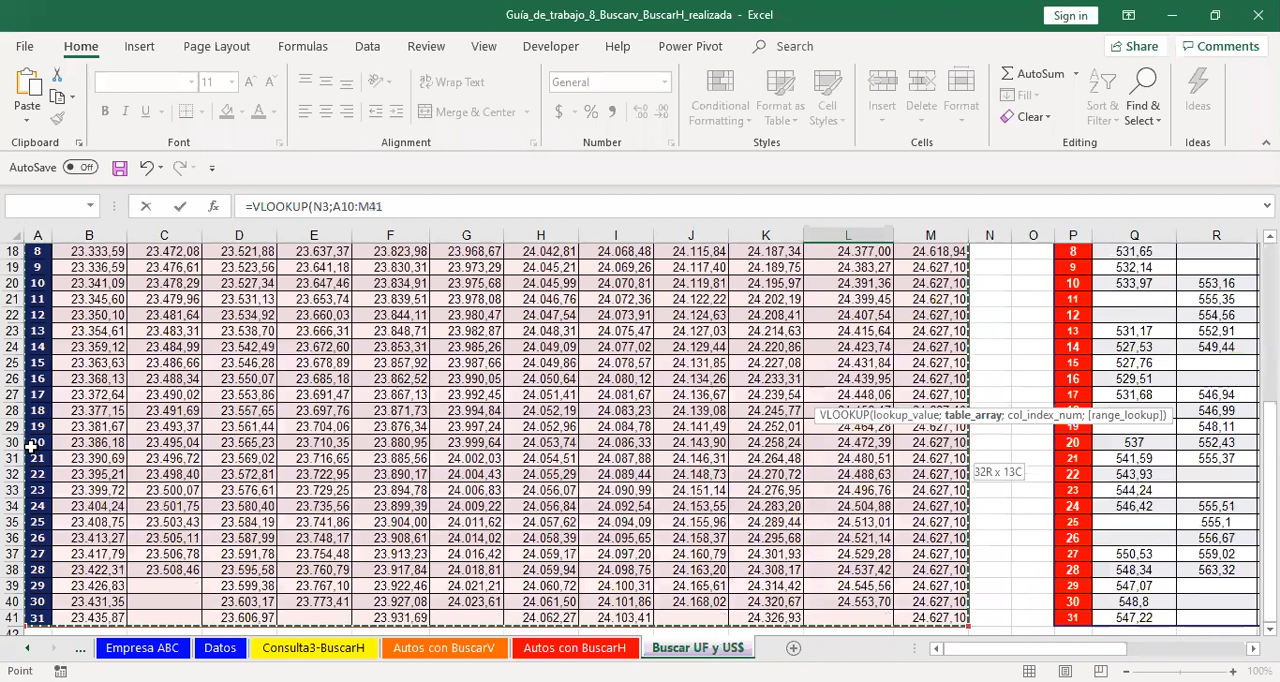 Guía_de_trabajo_8_Buscarv_BuscarH_realizada - Excel
Sign in
File Home Insert Page Layout Formulas Data Review View Developer Help Power Pivot Search
Share Comments
11 Wrap Text General AutoSum
Paste Merge & Center Conditional Formatting Format as Table Cell Styles Insert Delete Format Fill Clear Sort & Filter Find & Select Ideas
Clipboard Font Alignment Number Styles Cells Editing Ideas
AutoSave Off
=VLOOKUP(N3;A10:M41
A B C D E F G H I J K L M N O P Q R
18 8 23.333,59 23.472,08 23.521,88 23.637,37 23.823,98 23.968,67 24.042,81 24.068,48 24.115,84 24.187,34 24.377,00 24.618,94 8 531,65
19 9 23.336,59 23.476,61 23.523,56 23.641,18 23.830,31 23.973,29 24.045,21 24.069,26 24.117,40 24.189,75 24.383,27 24.627,10 9 532,14
20 10 23.341,09 23.478,29 23.527,34 23.647,46 23.834,91 23.975,68 24.045,99 24.070,81 24.119,81 24.195,97 24.391,36 24.627,10 10 533,97 553,16
21 11 23.345,60 23.479,96 23.531,13 23.653,74 23.839,51 23.978,08 24.046,76 24.072,36 24.122,22 24.202,19 24.399,45 24.627,10 11 555,35
22 12 23.350,10 23.481,64 23.534,92 23.660,03 23.844,11 23.980,47 24.047,54 24.073,91 24.124,63 24.208,41 24.407,54 24.627,10 12 554,56
23 13 23.354,61 23.483,31 23.538,70 23.666,31 23.848,71 23.982,87 24.048,31 24.075,47 24.127,03 24.214,63 24.415,64 24.627,10 13 531,17 552,91
24 14 23.359,12 23.484,99 23.542,49 23.672,60 23.853,31 23.985,26 24.049,09 24.077,02 24.129,44 24.220,86 24.423,74 24.627,10 14 527,53 549,44
25 15 23.363,63 23.486,66 23.546,28 23.678,89 23.857,92 23.987,66 24.049,86 24.078,57 24.131,85 24.227,08 24.431,84 24.627,10 15 527,76
26 16 23.368,13 23.488,34 23.550,07 23.685,18 23.862,52 23.990,05 24.050,64 24.080,12 24.134,26 24.233,31 24.439,95 24.627,10 16 529,51
27 17 23.372,64 23.490,02 23.553,86 23.691,47 23.867,13 23.992,45 24.051,41 24.081,67 24.136,67 24.239,54 24.448,06 24.627,10 17 531,68 546,94
28 18 23.377,15 23.491,69 23.557,65 23.697,76 23.871,73 23.994,84 24.052,19 24.083,23 24.139,08 24.245,77 24.627,10 546,99
VLOOKUP(lookup_value; table_array; col_index_num; [range_lookup])
29 19 23.381,67 23.493,37 23.561,44 23.704,06 23.876,34 23.997,24 24.052,96 24.084,78 24.141,49 24.252,01 24.464,28 24.627,10 19 548,11
30 20 23.386,18 23.495,04 23.565,23 23.710,35 23.880,95 23.999,64 24.053,74 24.086,33 24.143,90 24.258,24 24.472,39 24.627,10 20 537 552,43
31 21 23.390,69 23.496,72 23.569,02 23.716,65 23.885,56 24.002,03 24.054,51 24.087,88 24.146,31 24.264,48 24.480,51 24.627,10 21 541,59 555,37
32 22 23.395,21 23.498,40 23.572,81 23.722,95 23.890,17 24.004,43 24.055,29 24.089,44 24.148,73 24.270,72 24.488,63 24.627,10 32R x 13C 22 543,93
33 23 23.399,72 23.500,07 23.576,61 23.729,25 23.894,78 24.006,83 24.056,07 24.090,99 24.151,14 24.276,95 24.496,76 24.627,10 23 544,24
34 24 23.404,24 23.501,75 23.580,40 23.735,56 23.899,39 24.009,22 24.056,84 24.092,54 24.153,55 24.283,20 24.504,88 24.627,10 24 546,42 555,51
35 25 23.408,75 23.503,43 23.584,19 23.741,86 23.904,00 24.011,62 24.057,62 24.094,09 24.155,96 24.289,44 24.513,01 24.627,10 25 555,1
36 26 23.413,27 23.505,11 23.587,99 23.748,17 23.908,61 24.014,02 24.058,39 24.095,65 24.158,37 24.295,68 24.521,14 24.627,10 26 556,67
37 27 23.417,79 23.506,78 23.591,78 23.754,48 23.913,23 24.016,42 24.059,17 24.097,20 24.160,79 24.301,93 24.529,28 24.627,10 27 550,53 559,02
38 28 23.422,31 23.508,46 23.595,58 23.760,79 23.917,84 24.018,81 24.059,94 24.098,75 24.163,20 24.308,17 24.537,42 24.627,10 28 548,34 563,32
39 29 23.426,83 23.599,38 23.767,10 23.922,46 24.021,21 24.060,72 24.100,31 24.165,61 24.314,42 24.545,56 24.627,10 29 547,07
40 30 23.431,35 23.603,17 23.773,41 23.927,08 24.023,61 24.061,50 24.101,86 24.168,02 24.320,67 24.553,70 24.627,10 30 548,8
41 31 23.435,87 23.606,97 23.931,69 24.062,27 24.103,41 24.326,93 24.627,10 31 547,22
... Empresa ABC Datos Consulta3-BuscarH Autos con BuscarV Autos con BuscarH Buscar UF y US$
Point 100%